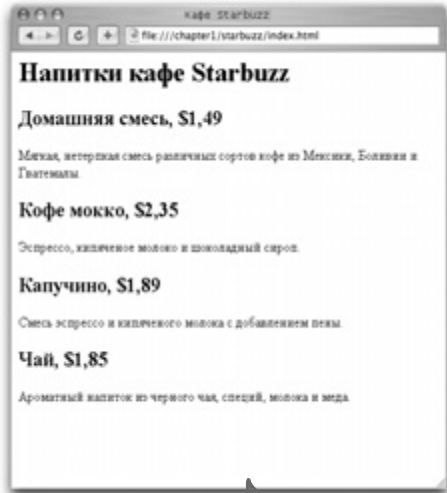 кафе Starbuzz
file:///chapter1/starbuzz/index.html
Напитки кафе Starbuzz
Домашняя смесь, $1,49
Мягкая, нетерпкая смесь различных сортов кофе из Мексики, Боливии и
Гватемалы.
Кофе мокко, $2,35
Эспрессо, кипяченое молоко и шоколадный сироп.
Капучино, $1,89
Смесь эспрессо и кипяченого молока с добавлением пены.
Чай, $1,85
Ароматный напиток из черного чая, специй, молока и меда.